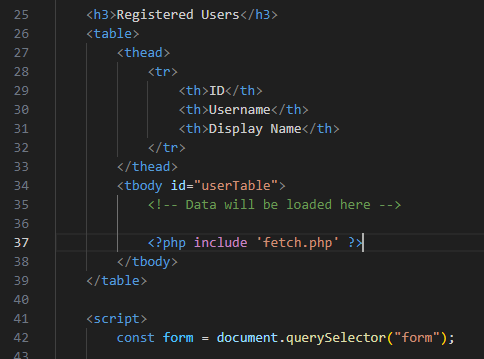 25 <h3>Registered Users</h3>
26 <table>
27 <thead>
28 <tr>
29 <th>ID</th>
30 <th>Username</th>
31 <th>Display Name</th>
32 </tr>
33 </thead>
34 <tbody id="userTable">
35 <!-- Data will be loaded here -->
36
37 <?php include 'fetch.php' ?>
38 </tbody>
39 </table>
40
41 <script>
42 const form = document.querySelector("form");
43